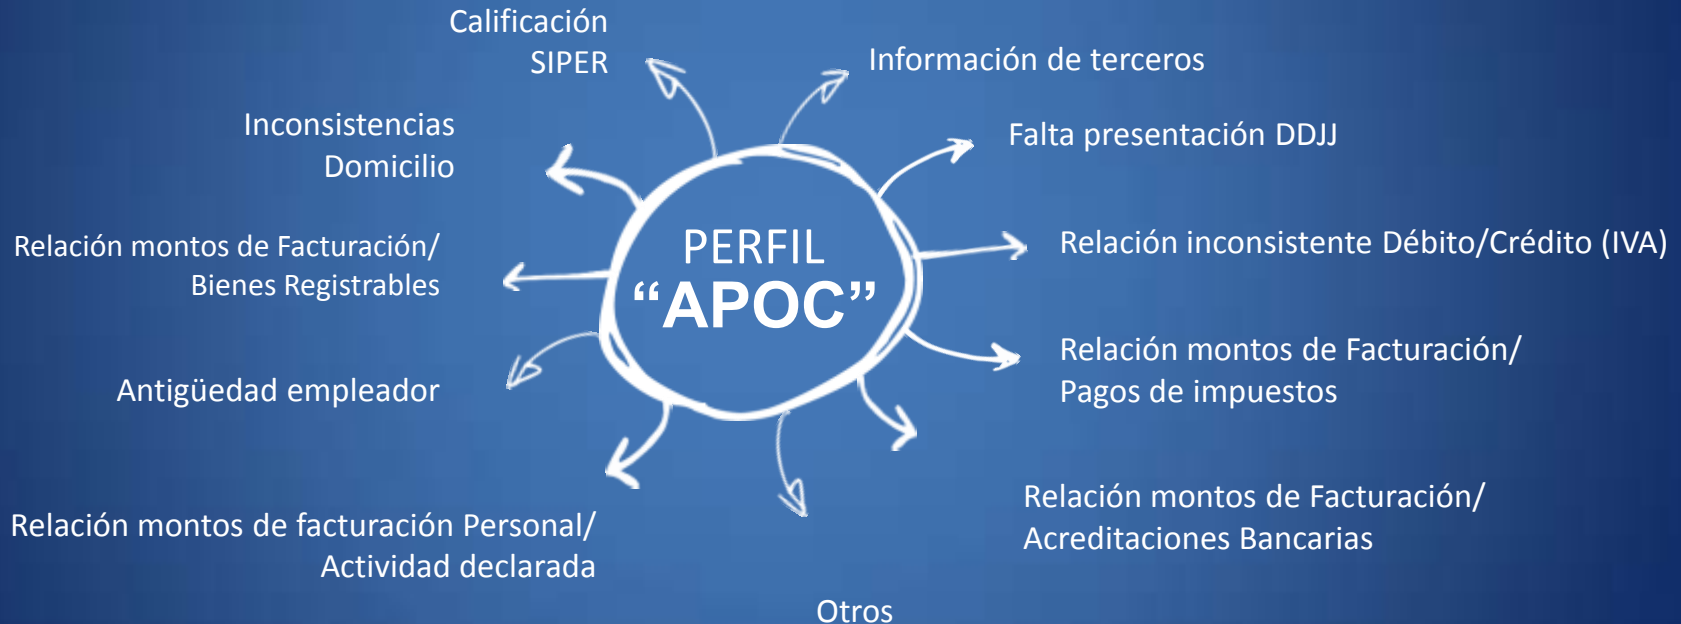 Calificación
SIPER
Información de terceros
Inconsistencias
Domicilio
Falta presentación DDJJ
Relación montos de Facturación/
Bienes Registrables
PERFIL
“APOC”
Relación inconsistente Débito/Crédito (IVA)
Antigüedad empleador
Relación montos de Facturación/
Pagos de impuestos
Relación montos de facturación Personal/
Actividad declarada
Relación montos de Facturación/
Acreditaciones Bancarias
Otros